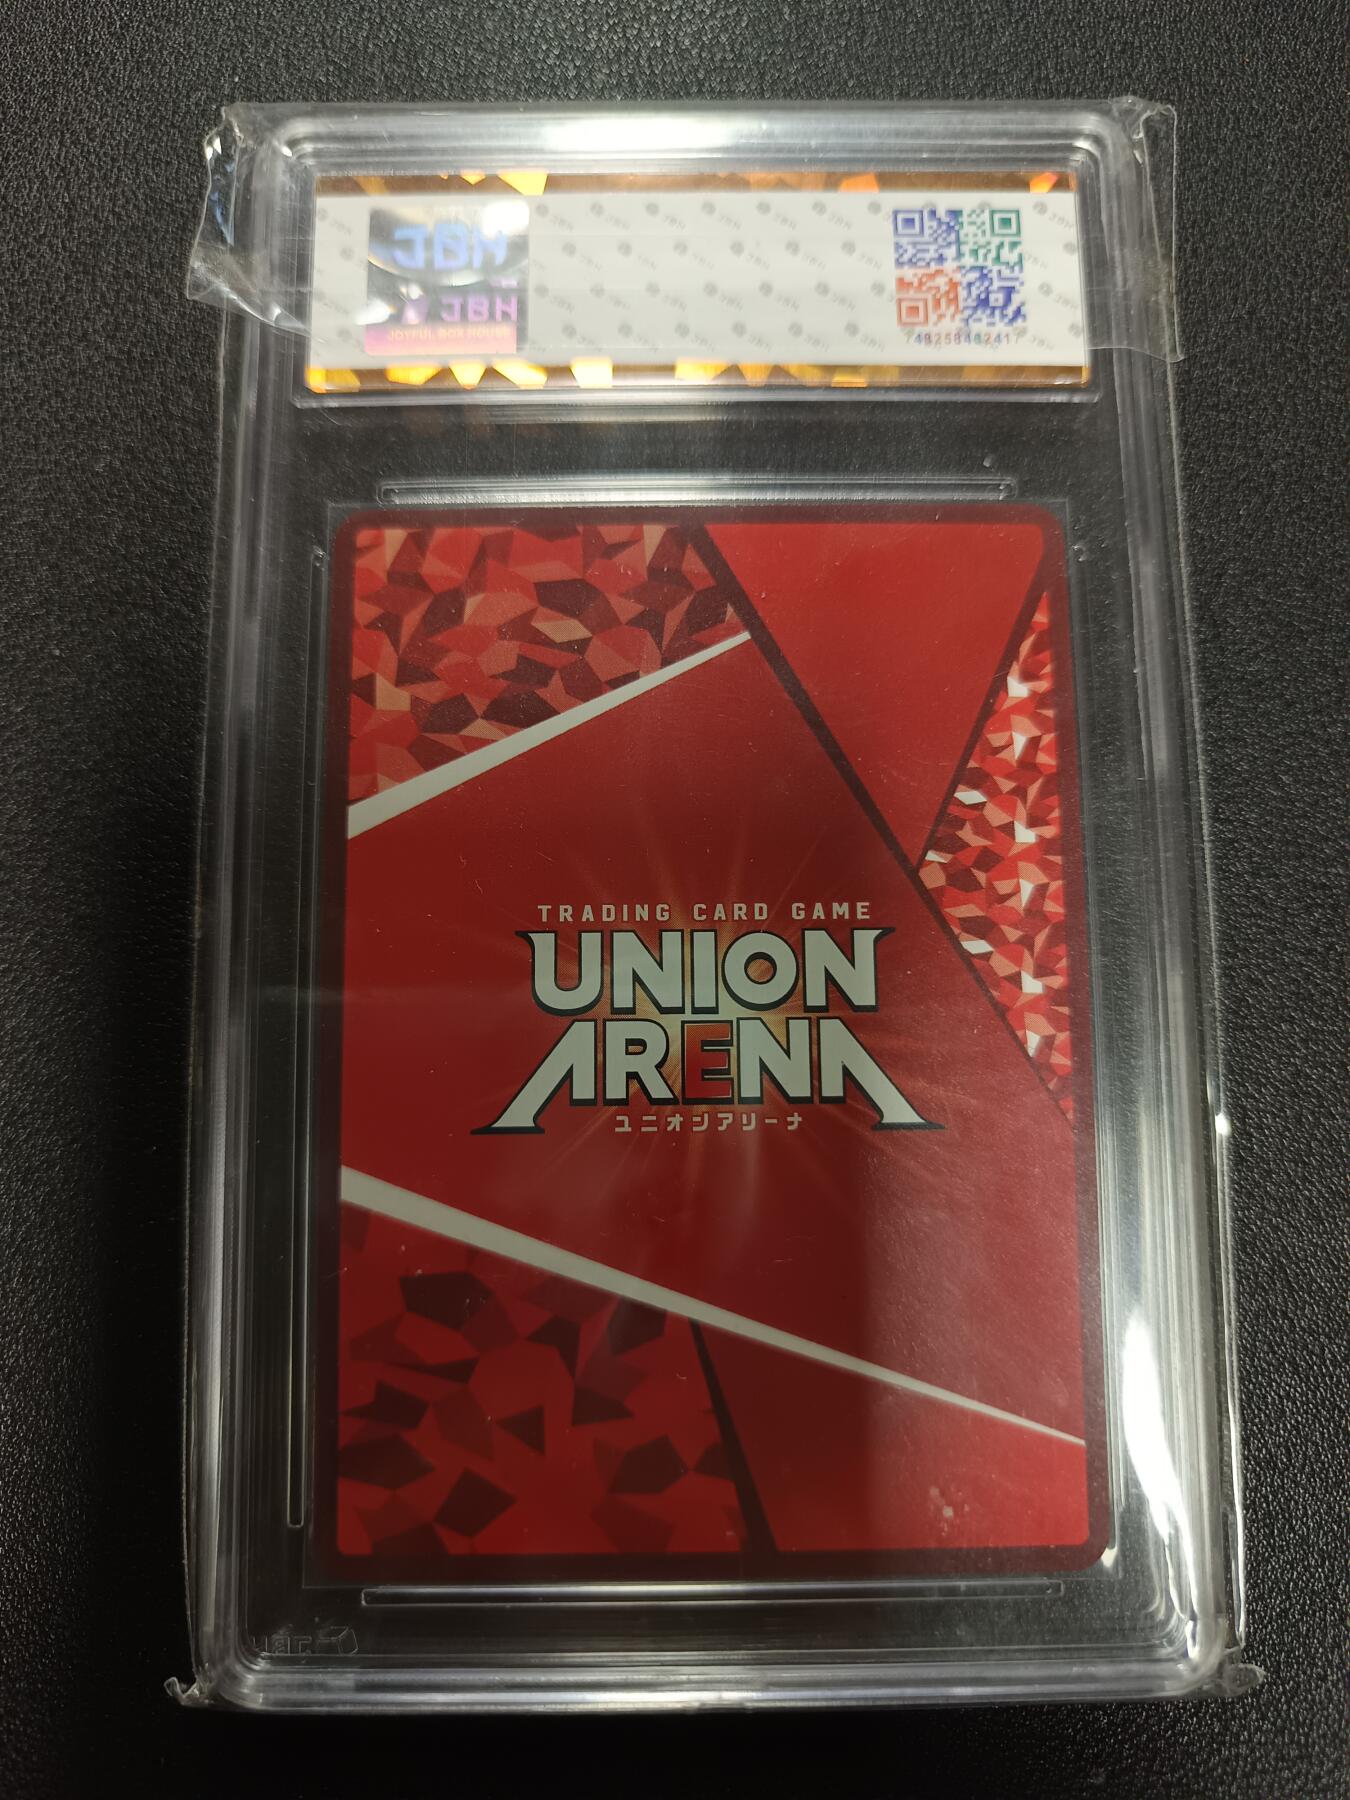 JBH
JBH
JOYFUL BOX HOUSE
748258482417
TRADING CARD GAME
UNION
ARENA
ユニオンアリーナ